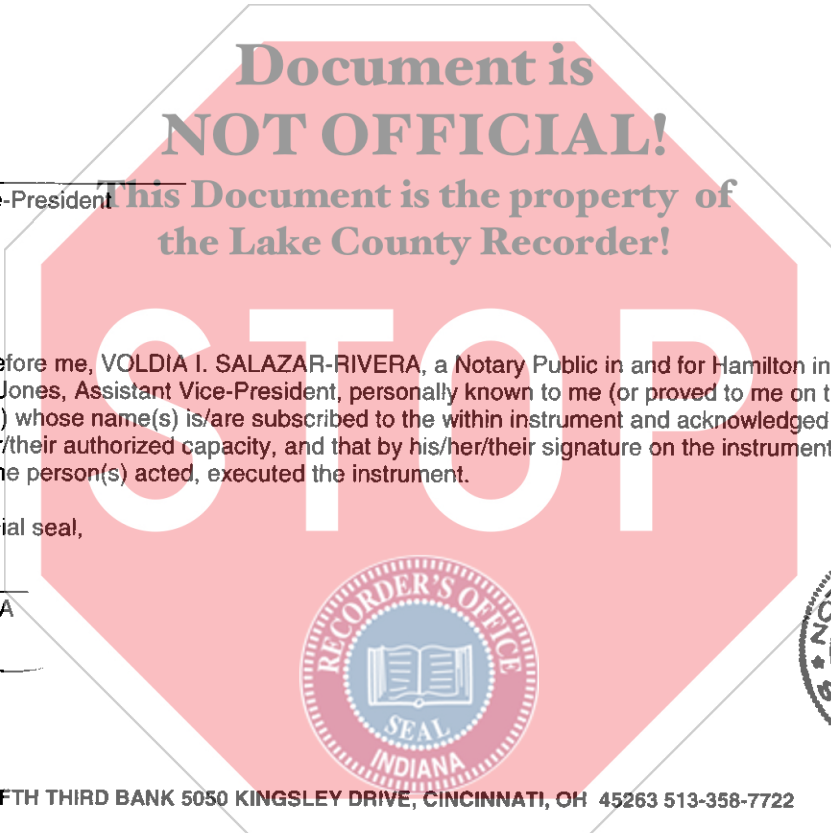 Document is
NOT OFFICIAL!
-President
This Document is the property of
the Lake County Recorder!
STOP
efore me, VOLDIA I. SALAZAR-RIVERA, a Notary Public in and for Hamilton in
Jones, Assistant Vice-President, personally known to me (or proved to me on t
) whose name(s) is/are subscribed to the within instrument and acknowledged
r/their authorized capacity, and that by his/her/their signature on the instrument
e person(s) acted, executed the instrument.
ial seal,
A
RECORDER'S OFFICE
SEAL
INDIANA
NOT
FTH THIRD BANK 5050 KINGSLEY DRIVE, CINCINNATI, OH 45263 513-358-7722